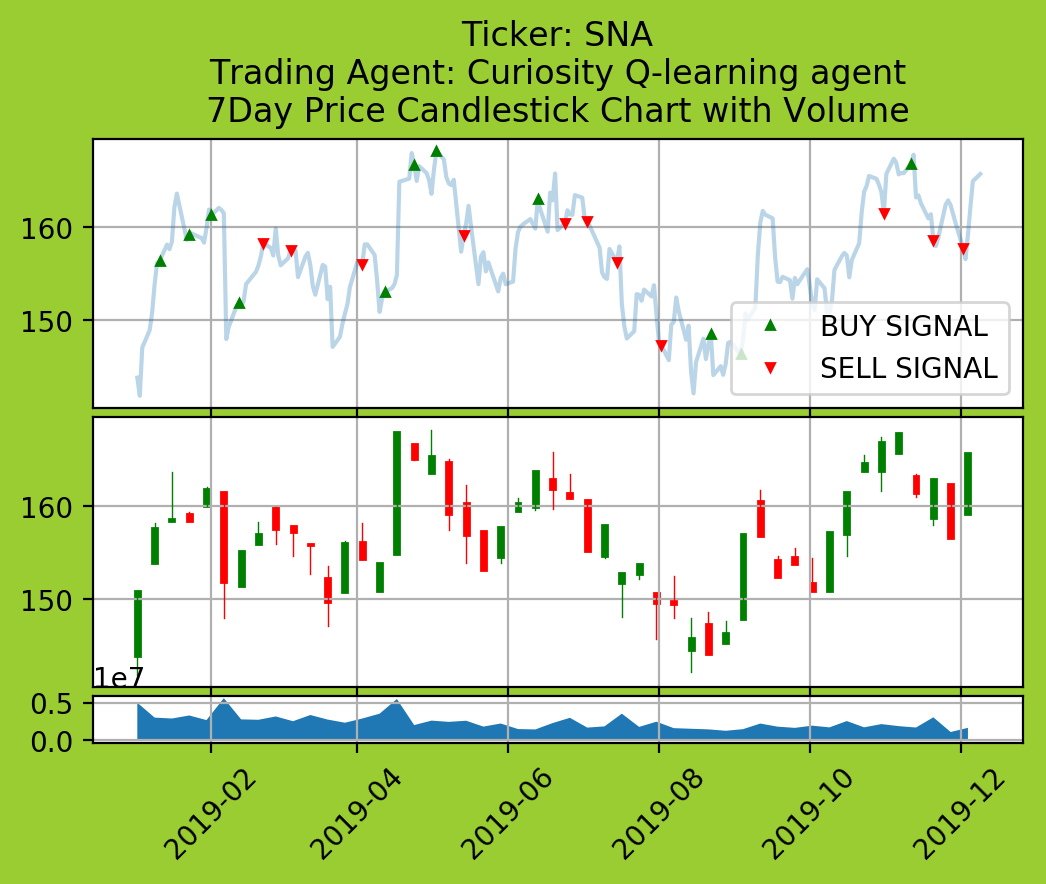 Ticker: SNA
Trading Agent: Curiosity Q-learning agent
7Day Price Candlestick Chart with Volume
160
150
BUY SIGNAL
SELL SIGNAL
160
150
1e7
0.5
0.0
2019-02
2019-04
2019-06
2019-08
2019-10
2019-12